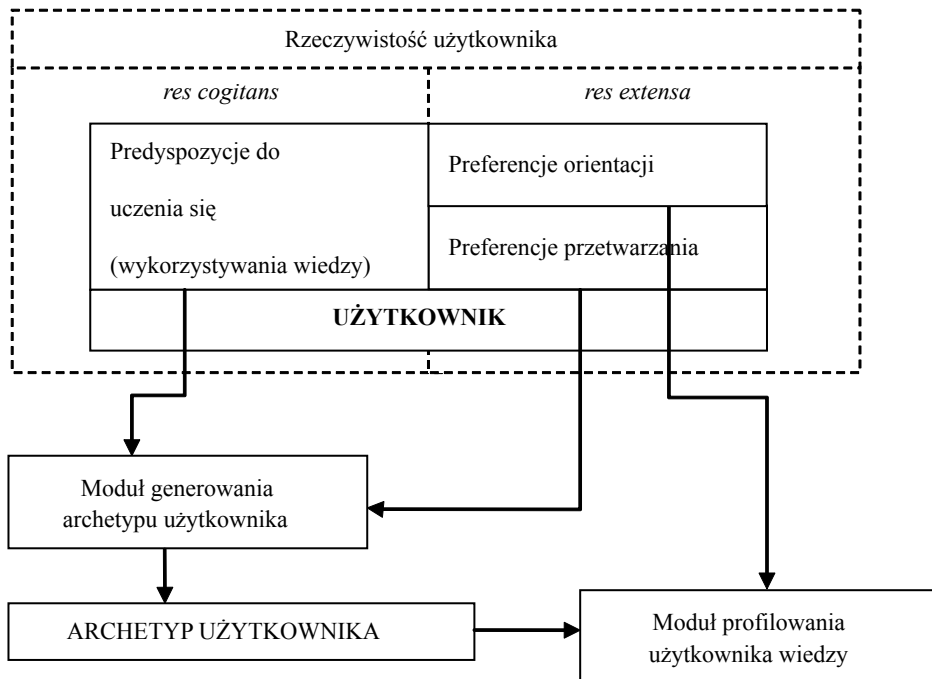 Rzeczywistość użytkownika
res cogitans
res extensa
Predyspozycje do
uczenia się
(wykorzystywania wiedzy)
Preferencje orientacji
Preferencje przetwarzania
UŻYTKOWNIK
Moduł generowania
archetypu użytkownika
ARCHETYP UŻYTKOWNIKA
Moduł profilowania
użytkownika wiedzy